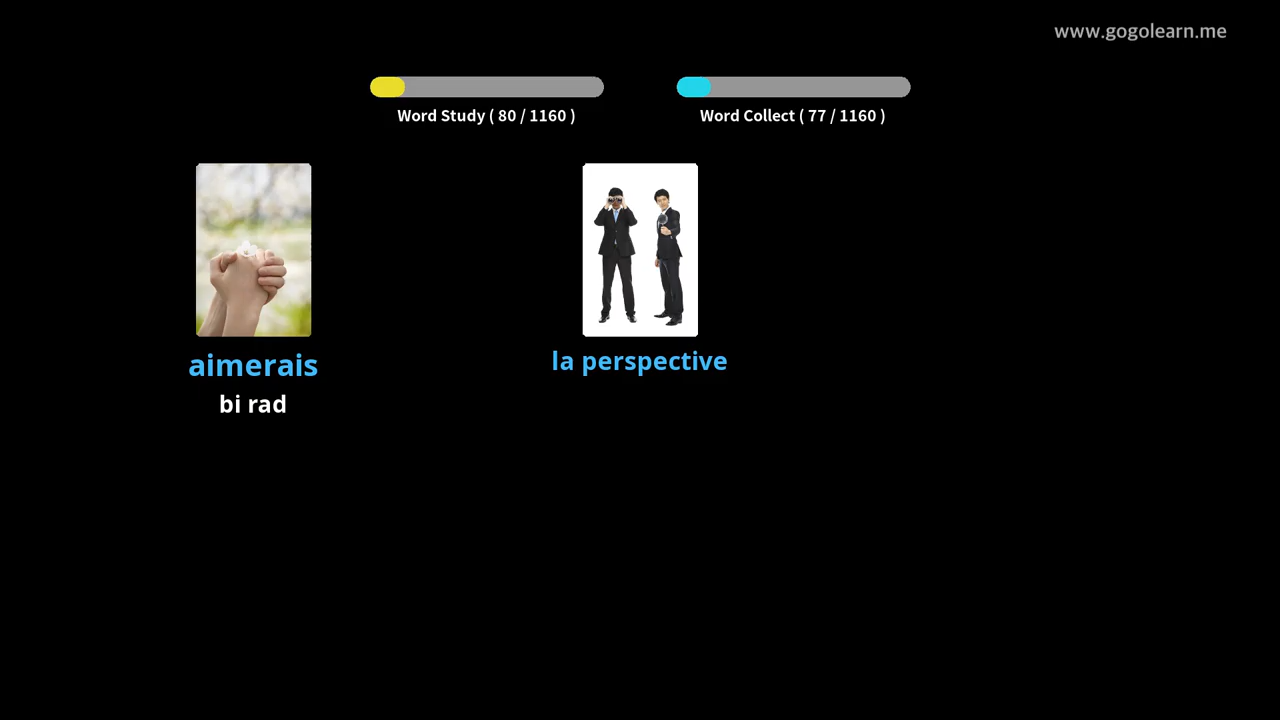 www.gogolearn.me
Word Study ( 80 / 1160 )
Word Collect ( 77 / 1160 )
aimerais
bi rad
la perspective